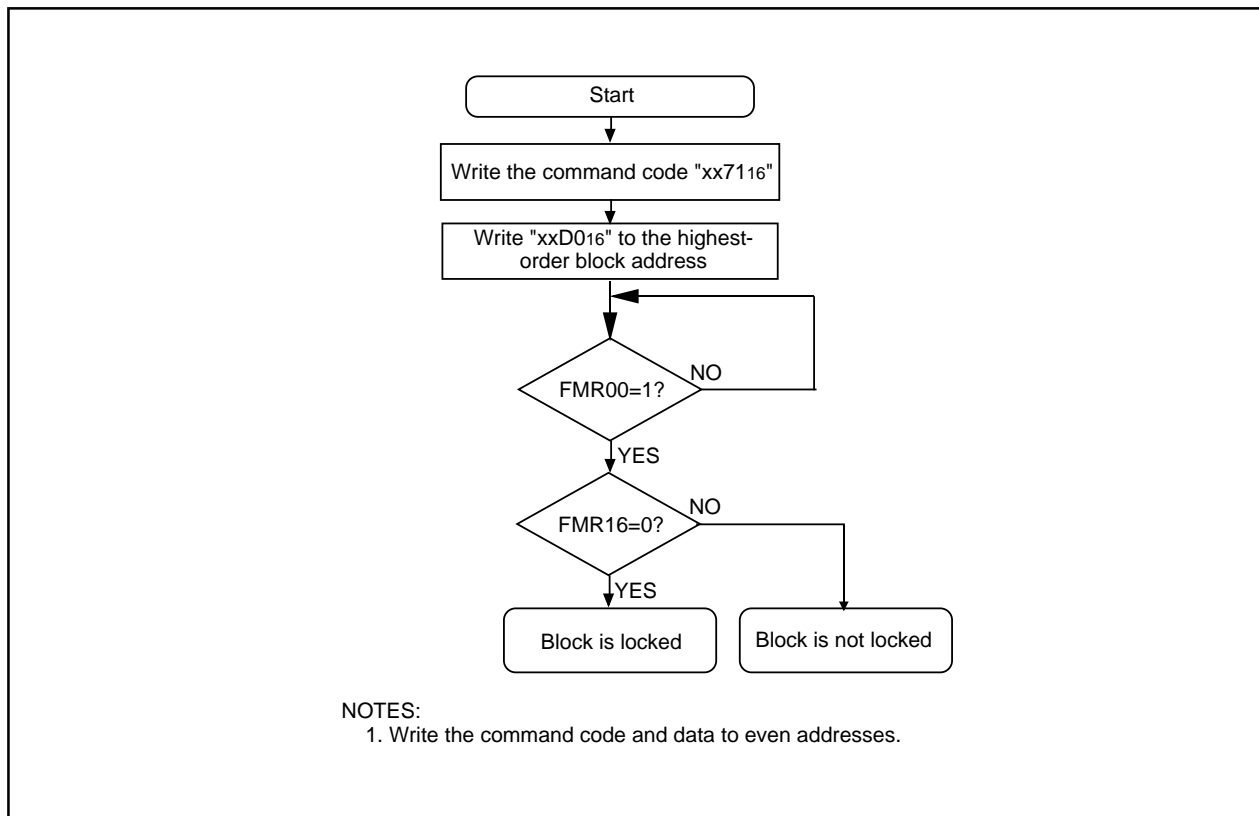 Start
Write the command code "xx7116"
Write "xxD016" to the highest-
order block address
FMR00=1?
NO
YES
FMR16=0?
NO
YES
Block is locked
Block is not locked
NOTES:
1. Write the command code and data to even addresses.